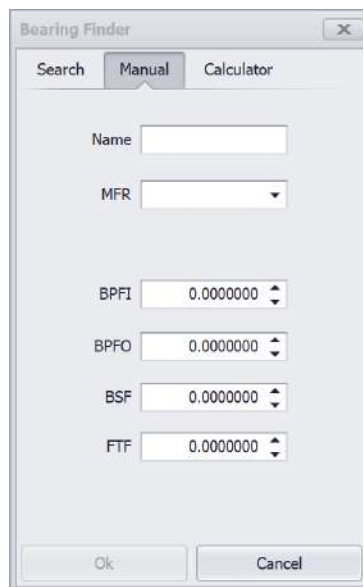 Bearing Finder
Search Manual Calculator
Name
MFR
BPFI 0.0000000
BPFO 0.0000000
BSF 0.0000000
FTF 0.0000000
Ok Cancel